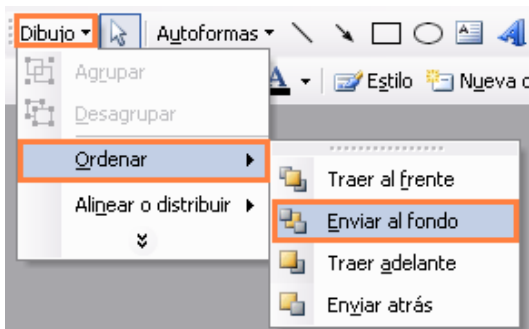 Dibujo Autoformas
Agrupar Estilo Nueva
Desagrupar
Ordenar
Traer al frente
Alinear o distribuir Enviar al fondo
Traer adelante
Enviar atrás